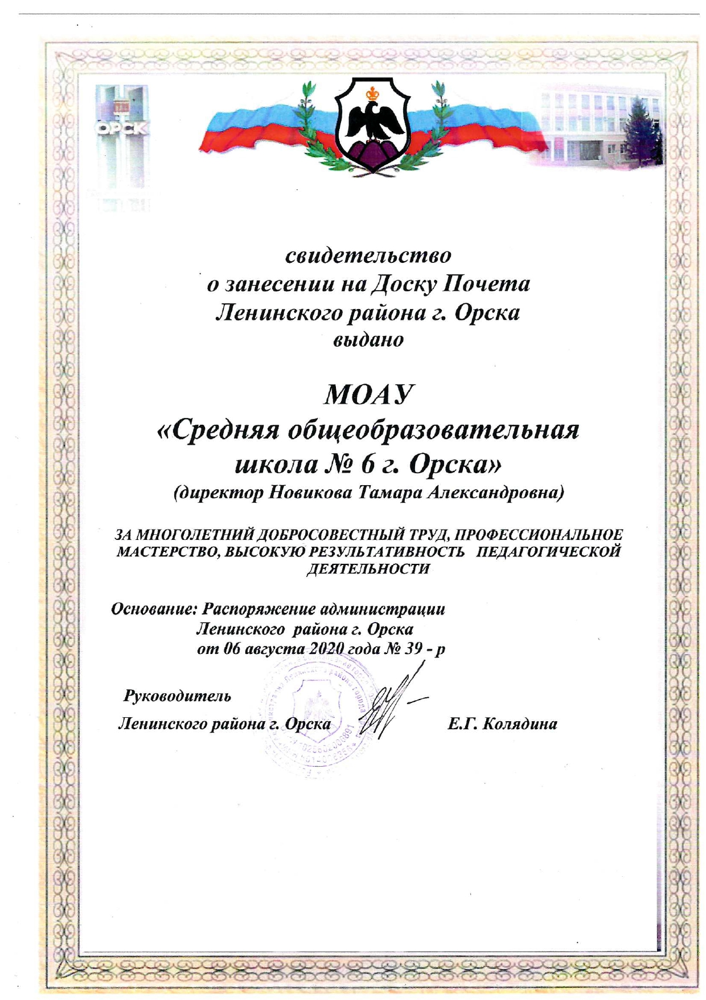 ОРСК
свидетельство
о занесении на Доску Почета
Ленинского района г. Орска
выдано
МОАУ
«Средняя общеобразовательная
школа № 6 г. Орска»
(директор Новикова Тамара Александровна)
ЗА МНОГОЛЕТНИЙ ДОБРОСОВЕСТНЫЙ ТРУД, ПРОФЕССИОНАЛЬНОЕ
МАСТЕРСТВО, ВЫСОКУЮ РЕЗУЛЬТАТИВНОСТЬ ПЕДАГОГИЧЕСКОЙ
ДЕЯТЕЛЬНОСТИ
Основание: Распоряжение администрации
Ленинского района г. Орска
от 06 августа 2020 года № 39 - р
Руководитель
Ленинского района г. Орска Е.Г. Колядина